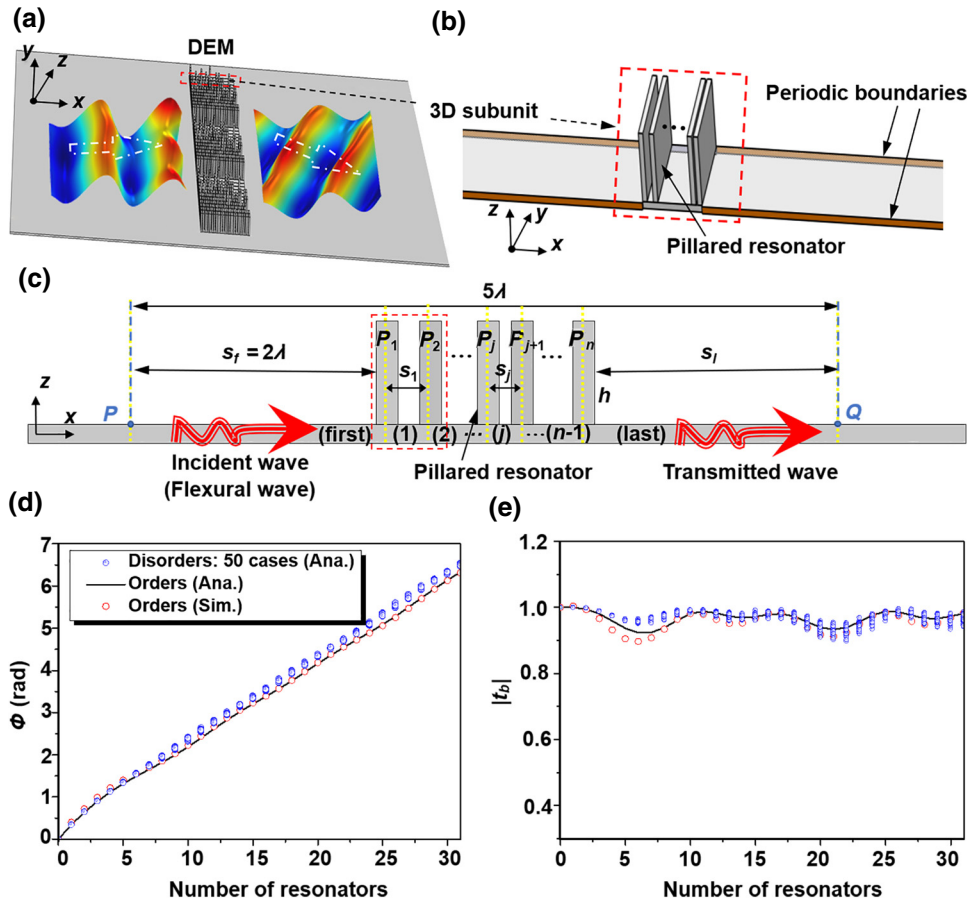 (a)
DEM
y
z
x
(b)
3D subunit
Periodic boundaries
Pillared resonator
z
y
x
(c)
5λ
s_f = 2λ
P_1
P_2
...
P_j
P_{j+1}
...
P_n
s_1
s_j
s_l
h
z
x
P
Q
(first)
(1)
(2)
...
(j)
...
(n-1)
(last)
Incident wave
(Flexural wave)
Pillared resonator
Transmitted wave
(d)
7
6
5
4
3
2
1
0
Φ (rad)
Disorders: 50 cases (Ana.)
Orders (Ana.)
Orders (Sim.)
0 5 10 15 20 25 30
Number of resonators
(e)
1.2
1.0
0.8
0.6
0.4
|t_b|
0 5 10 15 20 25 30
Number of resonators